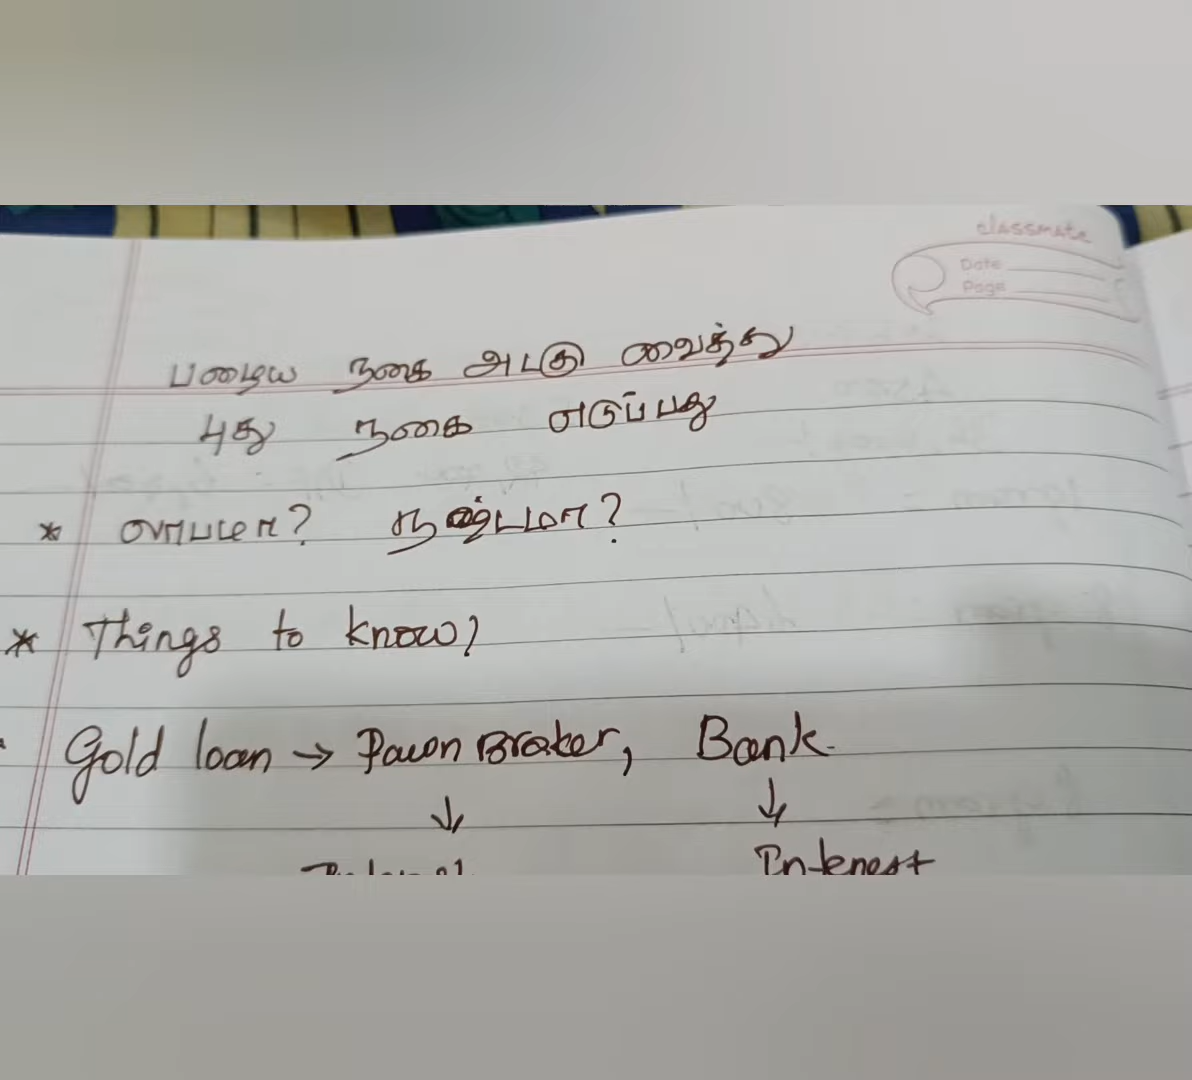 classmate
Date
Page
பழைய நகை அடகு வைத்து
புது நகை எடுப்பது
* லாபமா? நஷ்டமா?
* Things to know?
Gold loan → Pawn Broker, Bank.
↓ ↓
Interest